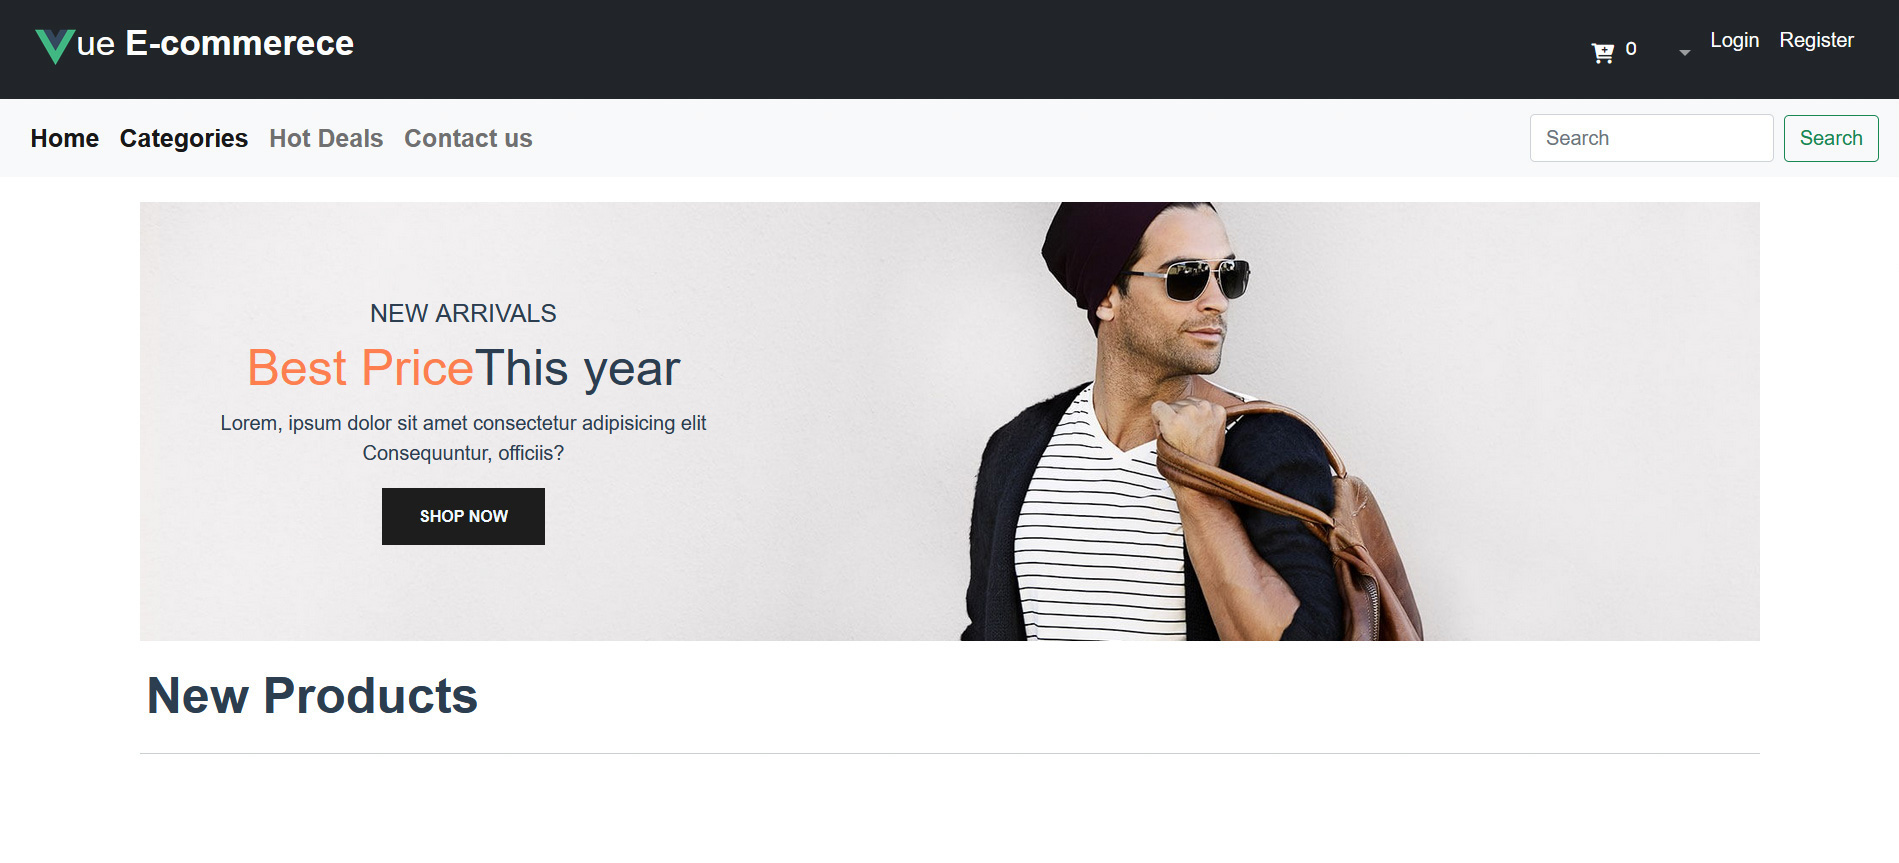 ue E-commerece
0
Login Register
Home Categories Hot Deals Contact us
Search Search
NEW ARRIVALS
Best PriceThis year
Lorem, ipsum dolor sit amet consectetur adipisicing elit
Consequuntur, officiis?
SHOP NOW
New Products